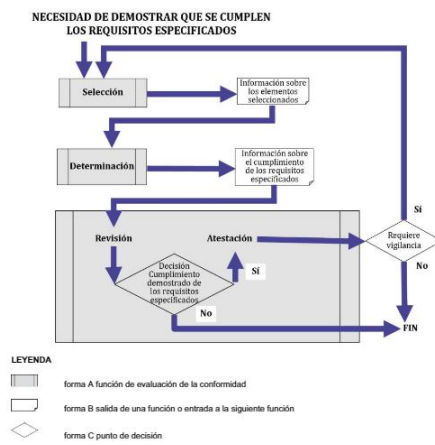 NECESIDAD DE DEMOSTRAR QUE SE CUMPLEN
LOS REQUISITOS ESPECIFICADOS
Selección
Información sobre
los elementos
seleccionados
Determinación
Información sobre
el cumplimiento
de los requisitos
especificados
Sí
Revisión
Atestación
Requiere
vigilancia
Decisión
Cumplimiento
demostrado de
los requisitos
especificados
Sí
No
No
FIN
LEYENDA
forma A función de evaluación de la conformidad
forma B salida de una función o entrada a la siguiente función
forma C punto de decisión